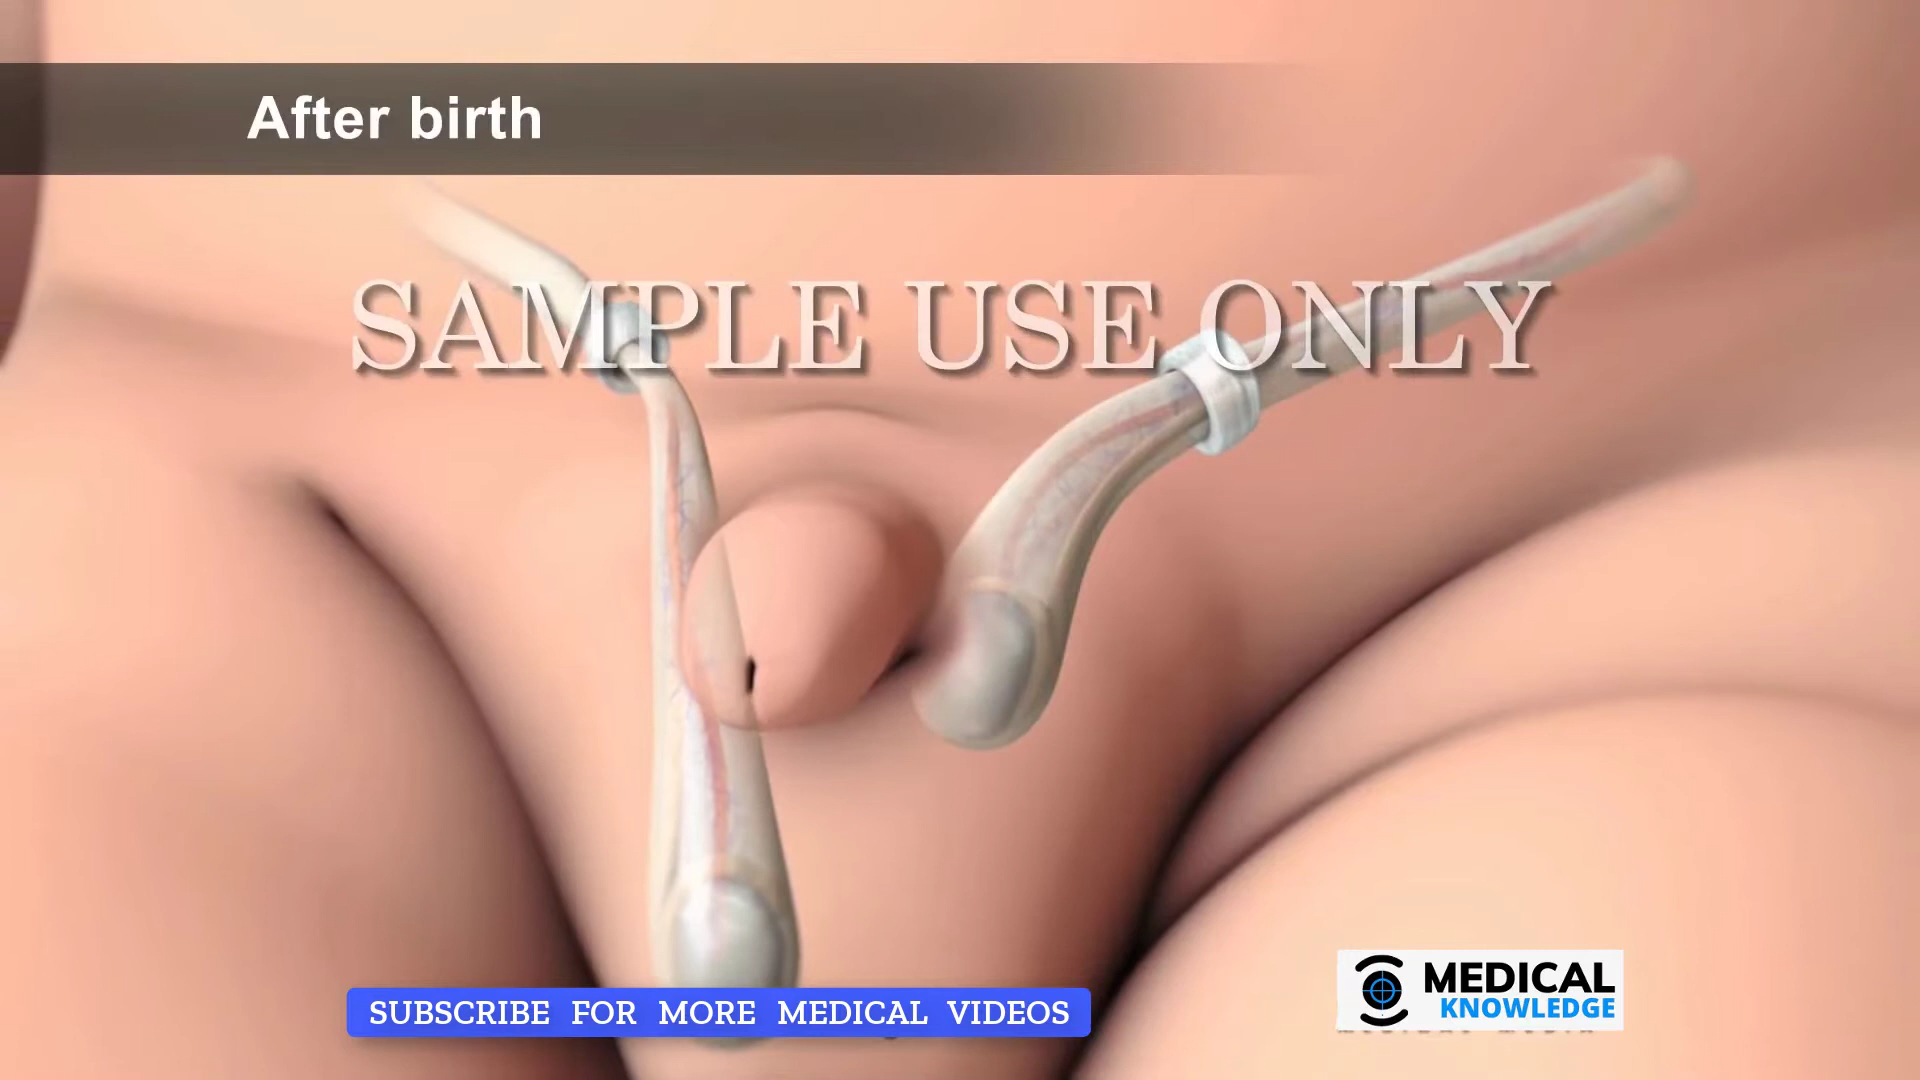 After birth
SAMPLE USE ONLY
SUBSCRIBE FOR MORE MEDICAL VIDEOS
MEDICAL
KNOWLEDGE